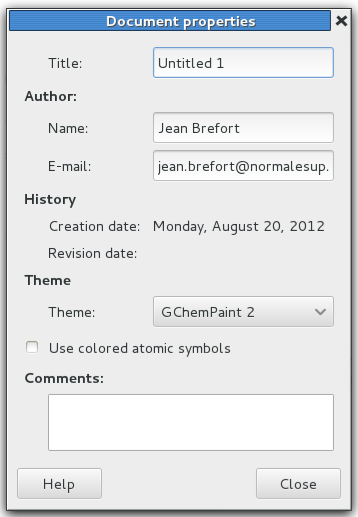 Document properties
Title: Untitled 1
Author:
Name: Jean Brefort
E-mail: jean.brefort@normalesup.
History
Creation date: Monday, August 20, 2012
Revision date:
Theme
Theme: GChemPaint 2
Use colored atomic symbols
Comments:
Help Close